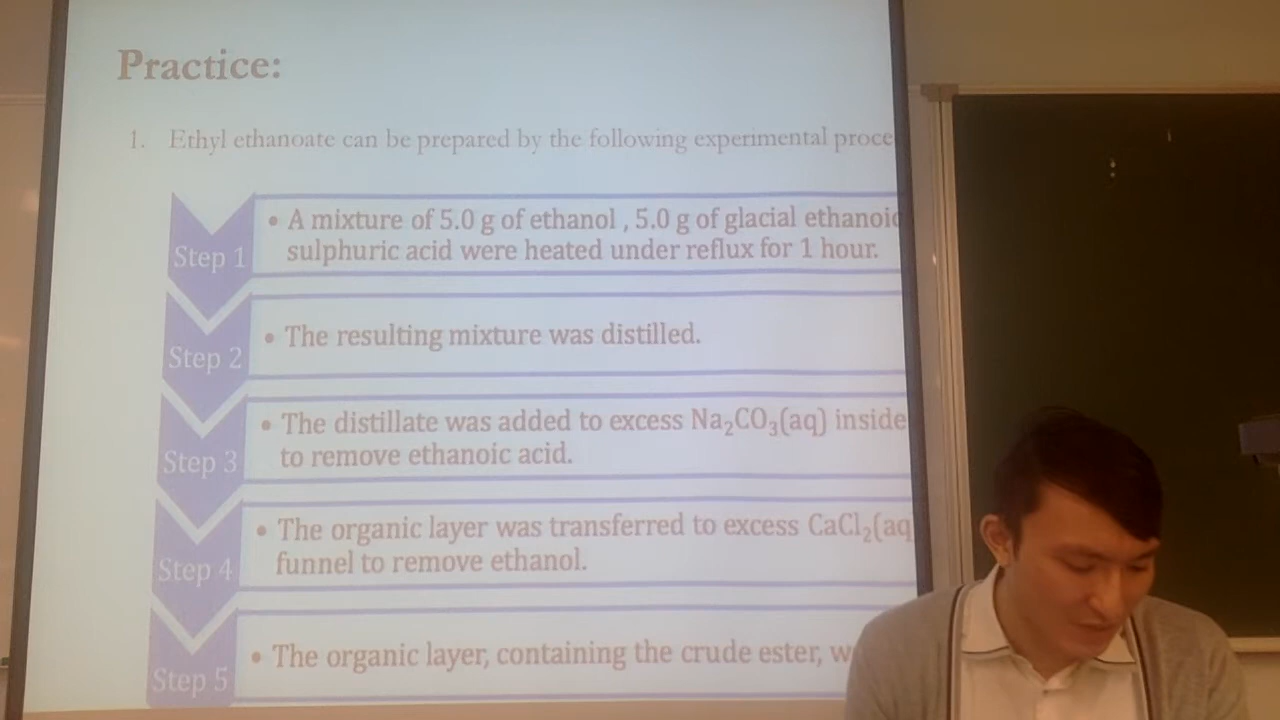 Practice:
1. Ethyl ethanoate can be prepared by the following experimental proce
Step 1
• A mixture of 5.0 g of ethanol , 5.0 g of glacial ethanoic
sulphuric acid were heated under reflux for 1 hour.
Step 2
• The resulting mixture was distilled.
Step 3
• The distillate was added to excess Na₂CO₃(aq) inside
to remove ethanoic acid.
Step 4
• The organic layer was transferred to excess CaCl₂(aq
funnel to remove ethanol.
Step 5
• The organic layer, containing the crude ester, w